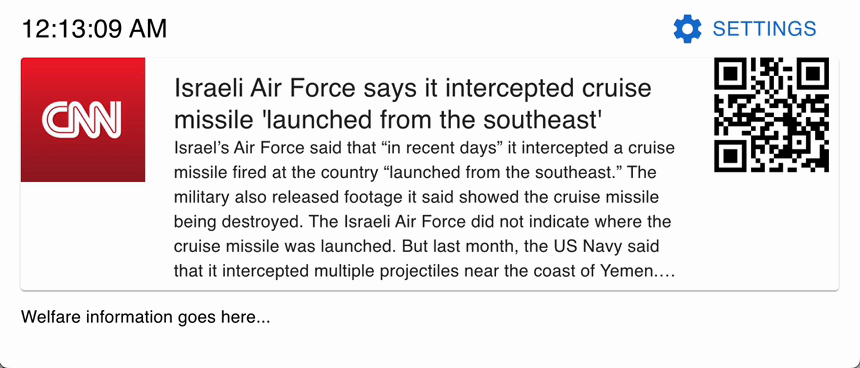 12:13:09 AM
SETTINGS
CNN
Israeli Air Force says it intercepted cruise
missile 'launched from the southeast'
Israel’s Air Force said that “in recent days” it intercepted a cruise
missile fired at the country “launched from the southeast.” The
military also released footage it said showed the cruise missile
being destroyed. The Israeli Air Force did not indicate where the
cruise missile was launched. But last month, the US Navy said
that it intercepted multiple projectiles near the coast of Yemen....
Welfare information goes here...